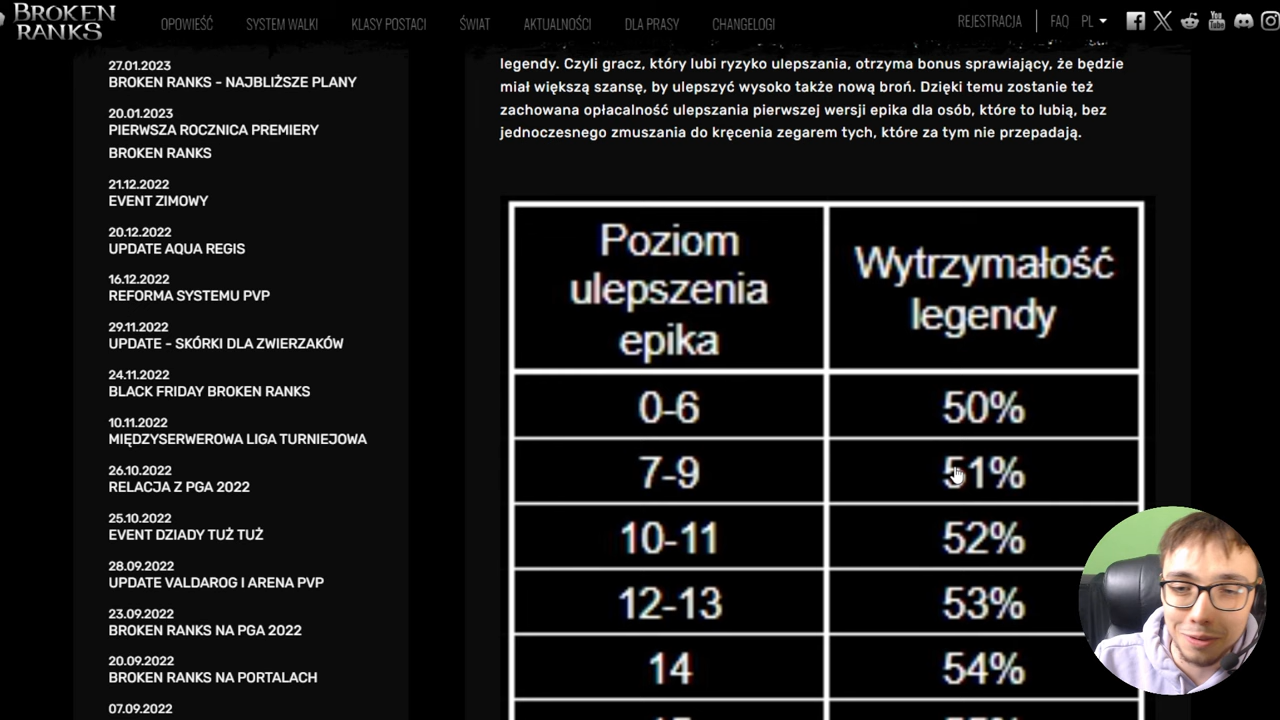 BROKEN
RANKS
OPOWIEŚĆ
SYSTEM WALKI
KLASY POSTACI
ŚWIAT
AKTUALNOŚCI
DLA PRASY
CHANGELOGI
REJESTRACJA
FAQ
PL
27.01.2023
BROKEN RANKS - NAJBLIŻSZE PLANY
20.01.2023
PIERWSZA ROCZNICA PREMIERY
BROKEN RANKS
21.12.2022
EVENT ZIMOWY
20.12.2022
UPDATE AQUA REGIS
16.12.2022
REFORMA SYSTEMU PVP
29.11.2022
UPDATE - SKÓRKI DLA ZWIERZAKÓW
24.11.2022
BLACK FRIDAY BROKEN RANKS
10.11.2022
MIĘDZYSERWEROWA LIGA TURNIEJOWA
26.10.2022
RELACJA Z PGA 2022
25.10.2022
EVENT DZIADY TUŻ TUŻ
28.09.2022
UPDATE VALDAROG I ARENA PVP
23.09.2022
BROKEN RANKS NA PGA 2022
20.09.2022
BROKEN RANKS NA PORTALACH
07.09.2022
legendy. Czyli gracz, który lubi ryzyko ulepszania, otrzyma bonus sprawiający, że będzie
miał większą szansę, by ulepszyć wysoko także nową broń. Dzięki temu zostanie też
zachowana opłacalność ulepszania pierwszej wersji epika dla osób, które to lubią, bez
jednoczesnego zmuszania do kręcenia zegarem tych, które za tym nie przepadają.
Poziom
ulepszenia
epika
Wytrzymałość
legendy
0-6 50%
7-9 51%
10-11 52%
12-13 53%
14 54%